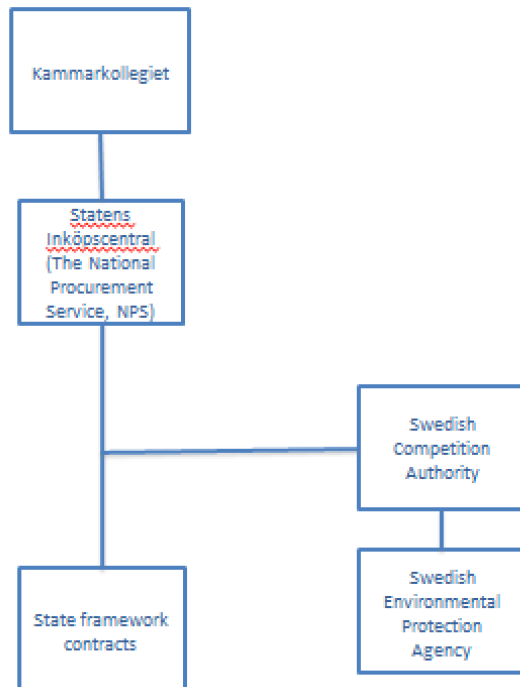 Kammarkollegiet
Statens
Inköpscentral
(The National
Procurement
Service, NPS)
Swedish
Competition
Authority
State framework
contracts
Swedish
Environmental
Protection
Agency